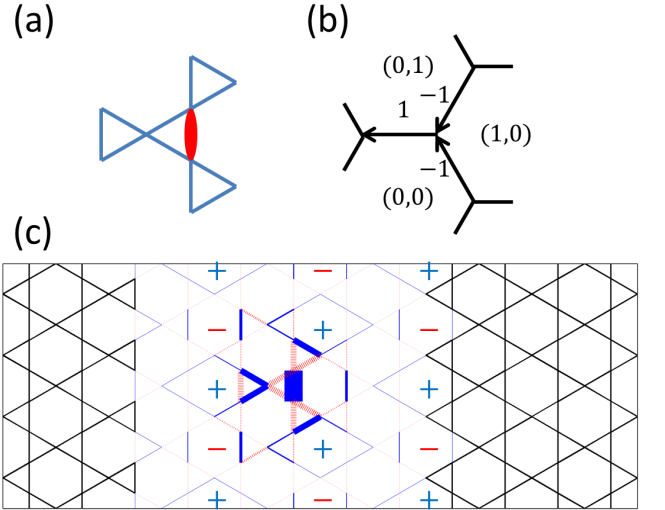 (a)
(b)
(0,1)
−1
1
(1,0)
−1
(0,0)
(c)
+ − +
− + −
+ +
− + −
+ − +